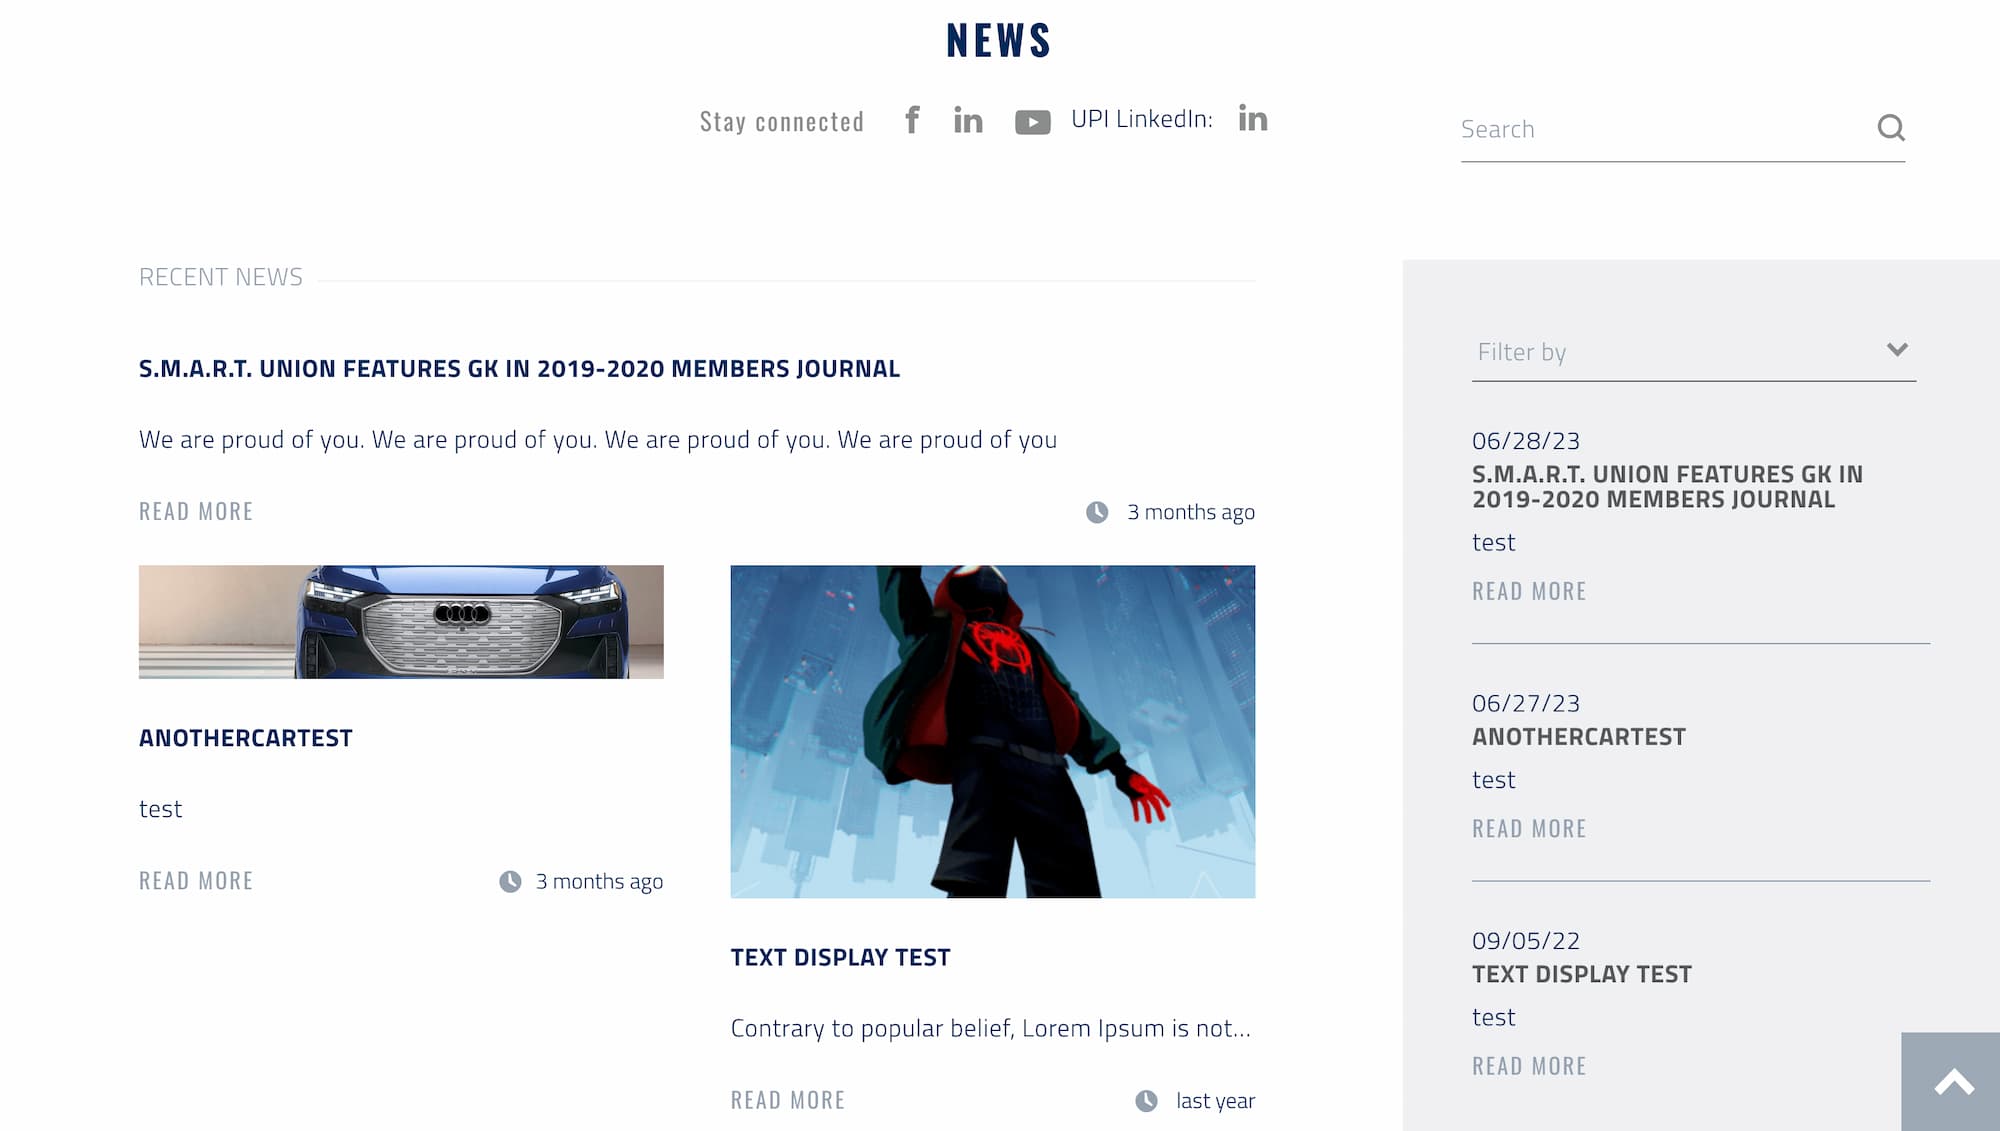 NEWS
Stay connected
UPI LinkedIn:
Search
RECENT NEWS
S.M.A.R.T. UNION FEATURES GK IN 2019-2020 MEMBERS JOURNAL
We are proud of you. We are proud of you. We are proud of you. We are proud of you
READ MORE
3 months ago
ANOTHERCARTEST
test
READ MORE
3 months ago
TEXT DISPLAY TEST
Contrary to popular belief, Lorem Ipsum is not...
READ MORE
last year
Filter by
06/28/23
S.M.A.R.T. UNION FEATURES GK IN
2019-2020 MEMBERS JOURNAL
test
READ MORE
06/27/23
ANOTHERCARTEST
test
READ MORE
09/05/22
TEXT DISPLAY TEST
test
READ MORE